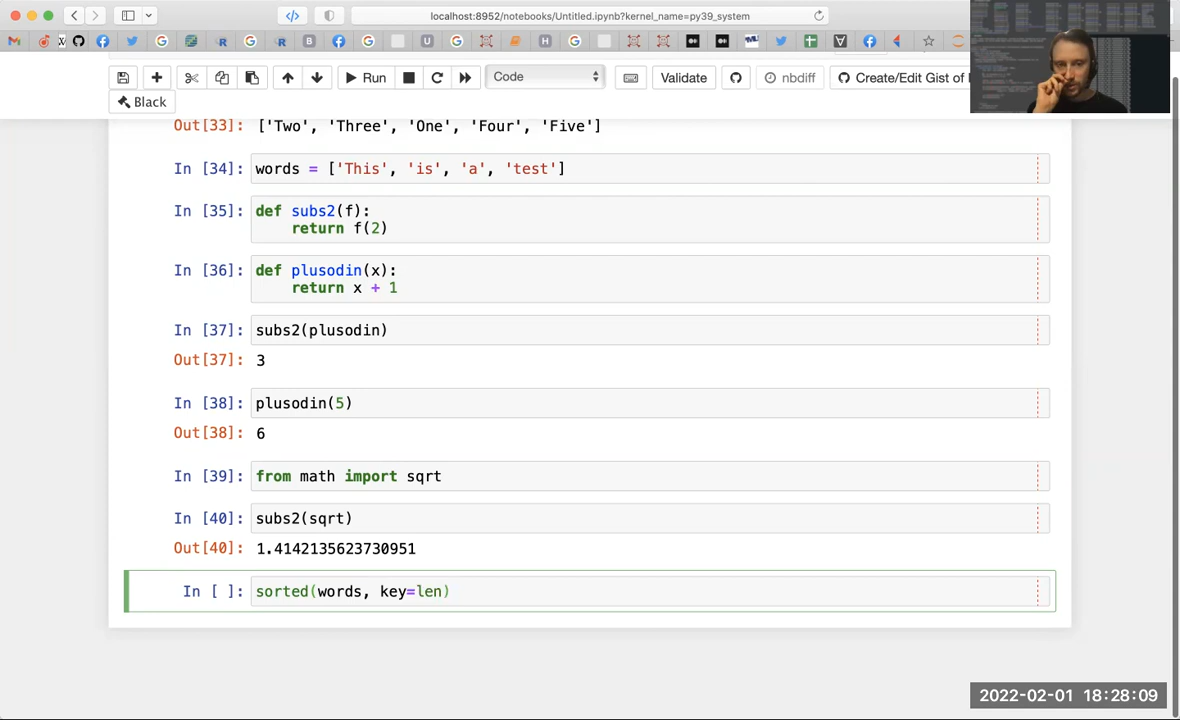 localhost:8952/notebooks/Untitled.ipynb?kernel_name=py39_system
Run
Code
Validate
nbdiff
Create/Edit Gist of
Black
Out[33]: ['Two', 'Three', 'One', 'Four', 'Five']
In [34]: words = ['This', 'is', 'a', 'test']
In [35]: def subs2(f):
return f(2)
In [36]: def plusodin(x):
return x + 1
In [37]: subs2(plusodin)
Out[37]: 3
In [38]: plusodin(5)
Out[38]: 6
In [39]: from math import sqrt
In [40]: subs2(sqrt)
Out[40]: 1.4142135623730951
In [ ]: sorted(words, key=len)
2022-02-01 18:28:09